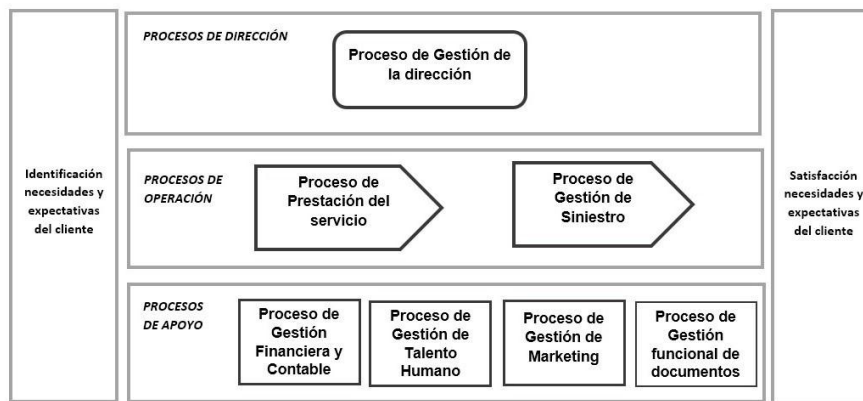 Identificación
necesidades y
expectativas
del cliente
PROCESOS DE DIRECCIÓN
Proceso de Gestión de
la dirección
PROCESOS DE
OPERACIÓN
Proceso de
Prestación del
servicio
Proceso de
Gestión de
Siniestro
PROCESOS
DE APOYO
Proceso de
Gestión
Financiera y
Contable
Proceso de
Gestión de
Talento
Humano
Proceso de
Gestión de
Marketing
Proceso de
Gestión
funcional de
documentos
Satisfacción
necesidades y
expectativas
del cliente